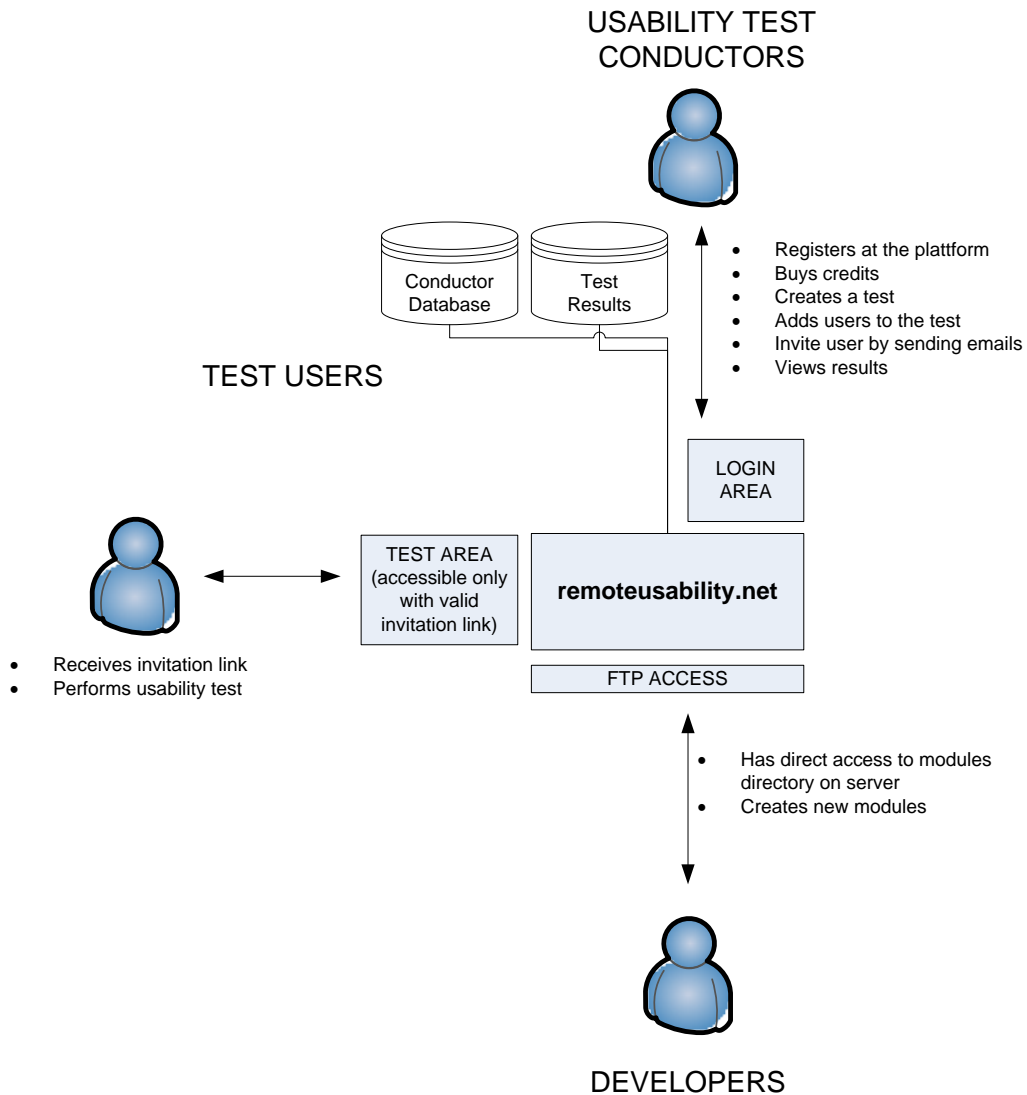 USABILITY TEST
CONDUCTORS
Conductor
Database
Test
Results
• Registers at the plattform
• Buys credits
• Creates a test
• Adds users to the test
• Invite user by sending emails
• Views results
TEST USERS
LOGIN
AREA
TEST AREA
(accessible only
with valid
invitation link)
remoteusability.net
• Receives invitation link
• Performs usability test
FTP ACCESS
• Has direct access to modules
directory on server
• Creates new modules
DEVELOPERS